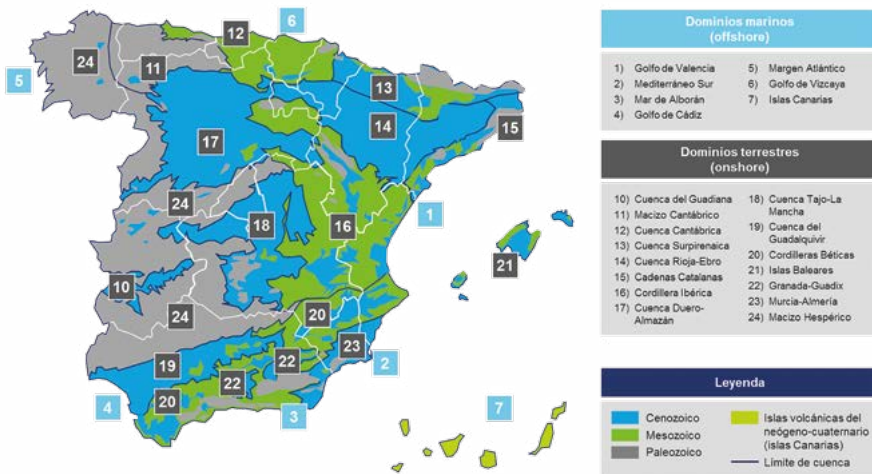 6
12
24
11
5
13
14
15
17
24
18
16
1
21
10
24
20
23
2
19
22
22
4
20
3
7
Dominios marinos
(offshore)
1) Golfo de Valencia
2) Mediterráneo Sur
3) Mar de Alborán
4) Golfo de Cádiz
5) Margen Atlántico
6) Golfo de Vizcaya
7) Islas Canarias
Dominios terrestres
(onshore)
10) Cuenca del Guadiana
11) Macizo Cantábrico
12) Cuenca Cantábrica
13) Cuenca Surpirenaica
14) Cuenca Rioja-Ebro
15) Cadenas Catalanas
16) Cordillera Ibérica
17) Cuenca Duero-
Almazán
18) Cuenca Tajo-La
Mancha
19) Cuenca del
Guadalquivir
20) Cordilleras Béticas
21) Islas Baleares
22) Granada-Guadix
23) Murcia-Almería
24) Macizo Hespérico
Leyenda
Cenozoico
Mesozoico
Paleozoico
Islas volcánicas del
neógeno-cuaternario
(islas Canarias)
Límite de cuenca